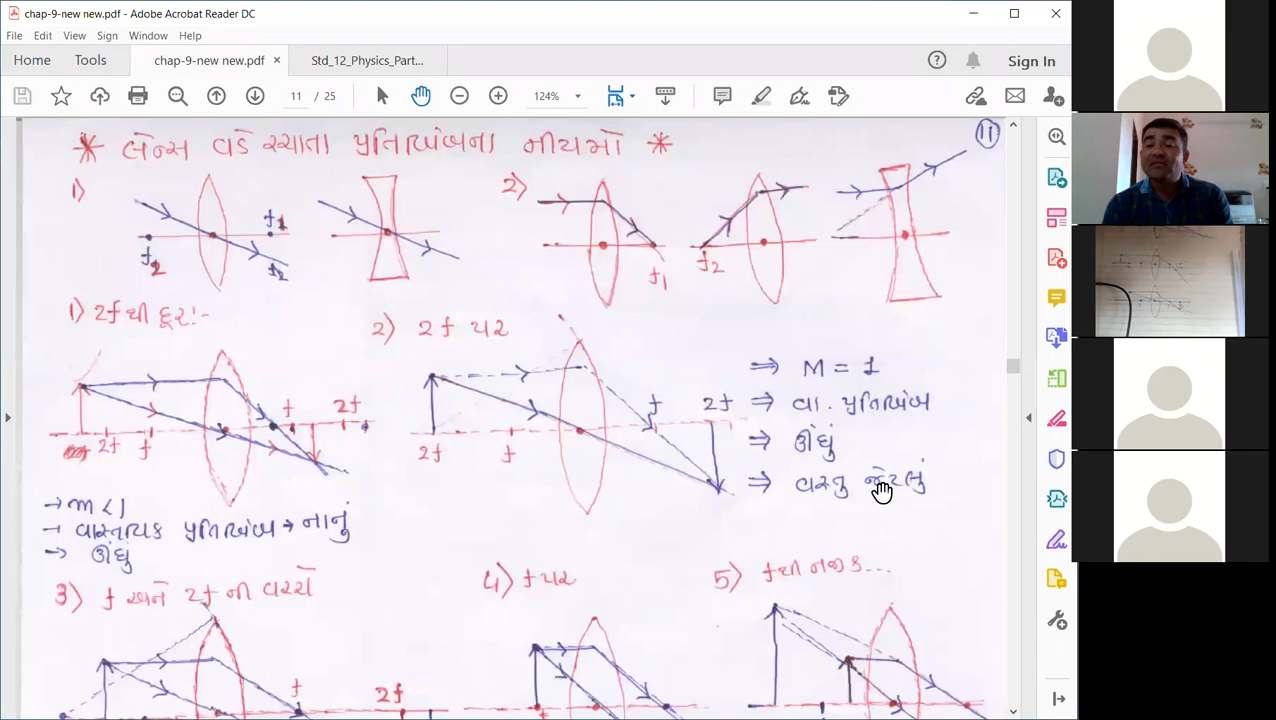 chap-9-new new.pdf - Adobe Acrobat Reader DC
File Edit View Sign Window Help
Home Tools chap-9-new new.pdf × Std_12_Physics_Part... Sign In
11 / 25 124%
* લેન્સ વડે રચાતા પ્રતિબિંબના નીયમો * 11
1) 2)
f1
f2 f2 f1 f2
1) 2f થી દૂર:-
2) 2f પર
f 2f
2f f
f 2f
2f f
⇒ M = 1
⇒ વા. પ્રતિબિંબ
⇒ ઊંધું
⇒ વસ્તુ જેટલું
→ m < 1
→ વાસ્તવિક પ્રતિબિંબ → નાનું
→ ઊંધું
3) f અને 2f ની વચ્ચે
4) f પર
5) f થી નજીક...
f 2f
f